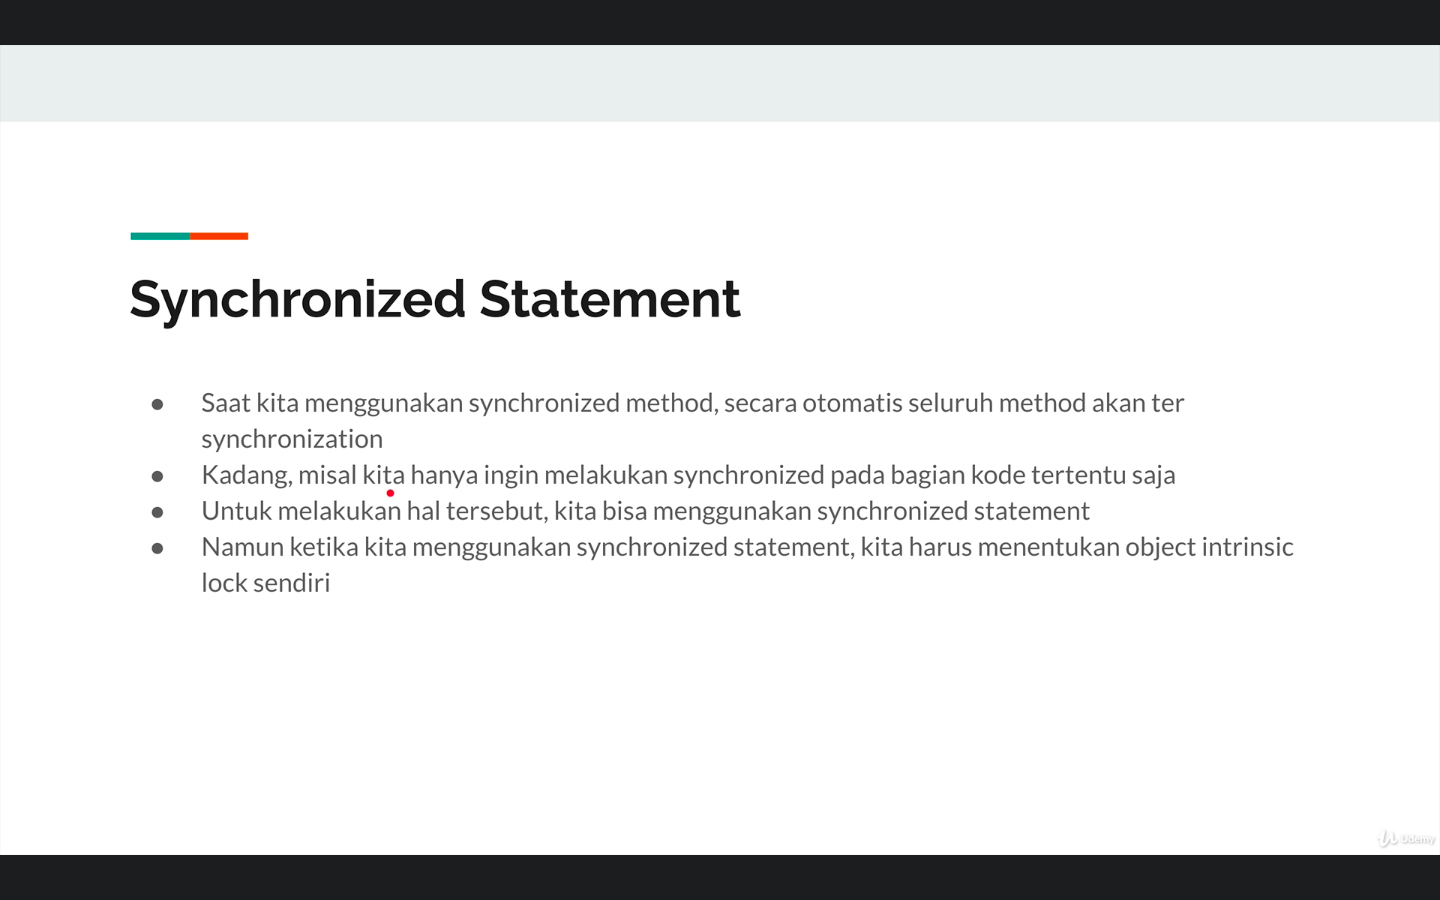 Synchronized Statement
● Saat kita menggunakan synchronized method, secara otomatis seluruh method akan ter
synchronization
● Kadang, misal kita hanya ingin melakukan synchronized pada bagian kode tertentu saja
● Untuk melakukan hal tersebut, kita bisa menggunakan synchronized statement
● Namun ketika kita menggunakan synchronized statement, kita harus menentukan object intrinsic
lock sendiri
Udemy